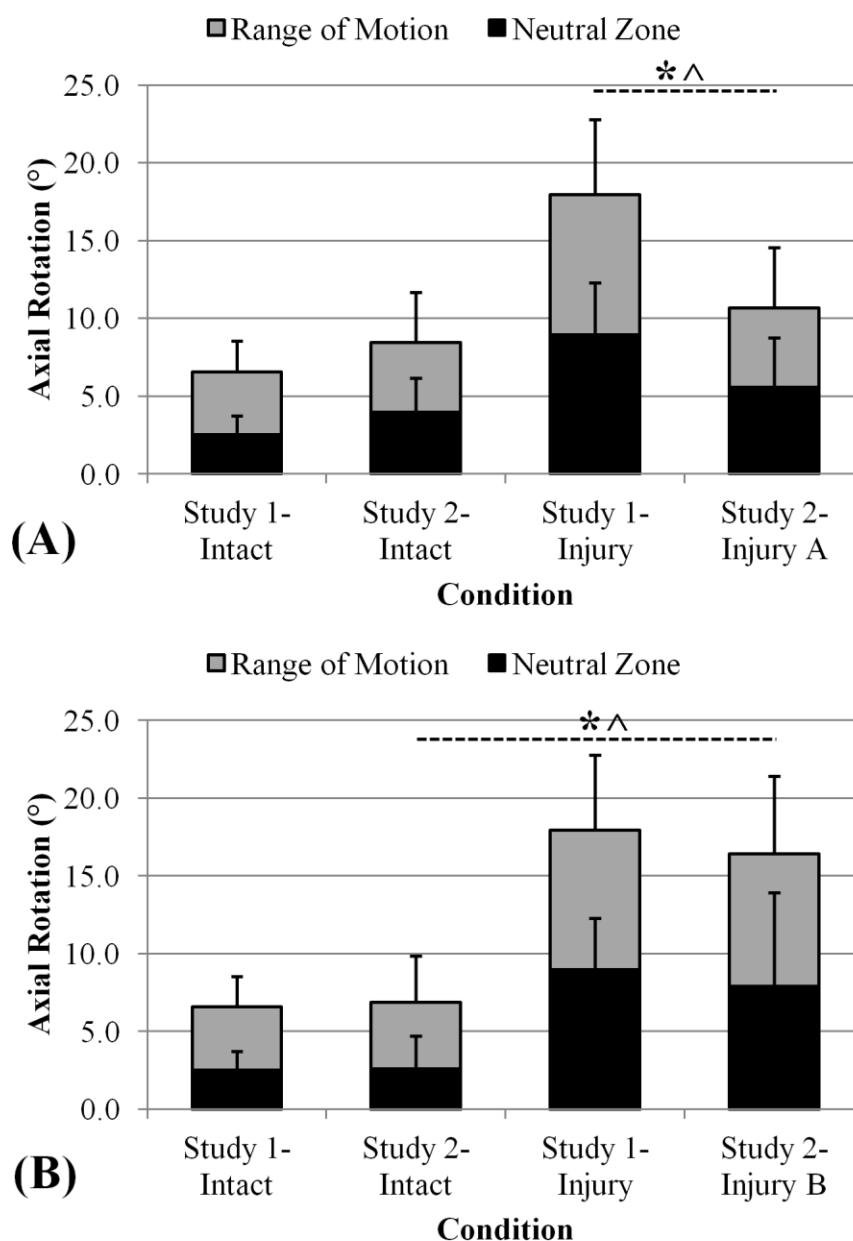 Range of Motion Neutral Zone
* ^
25.0
20.0
15.0
10.0
5.0
0.0
Axial Rotation (°)
Study 1- Study 2- Study 1- Study 2-
Intact Intact Injury Injury A
(A)
Condition
Range of Motion Neutral Zone
* ^
25.0
20.0
15.0
10.0
5.0
0.0
Axial Rotation (°)
Study 1- Study 2- Study 1- Study 2-
Intact Intact Injury Injury B
(B)
Condition